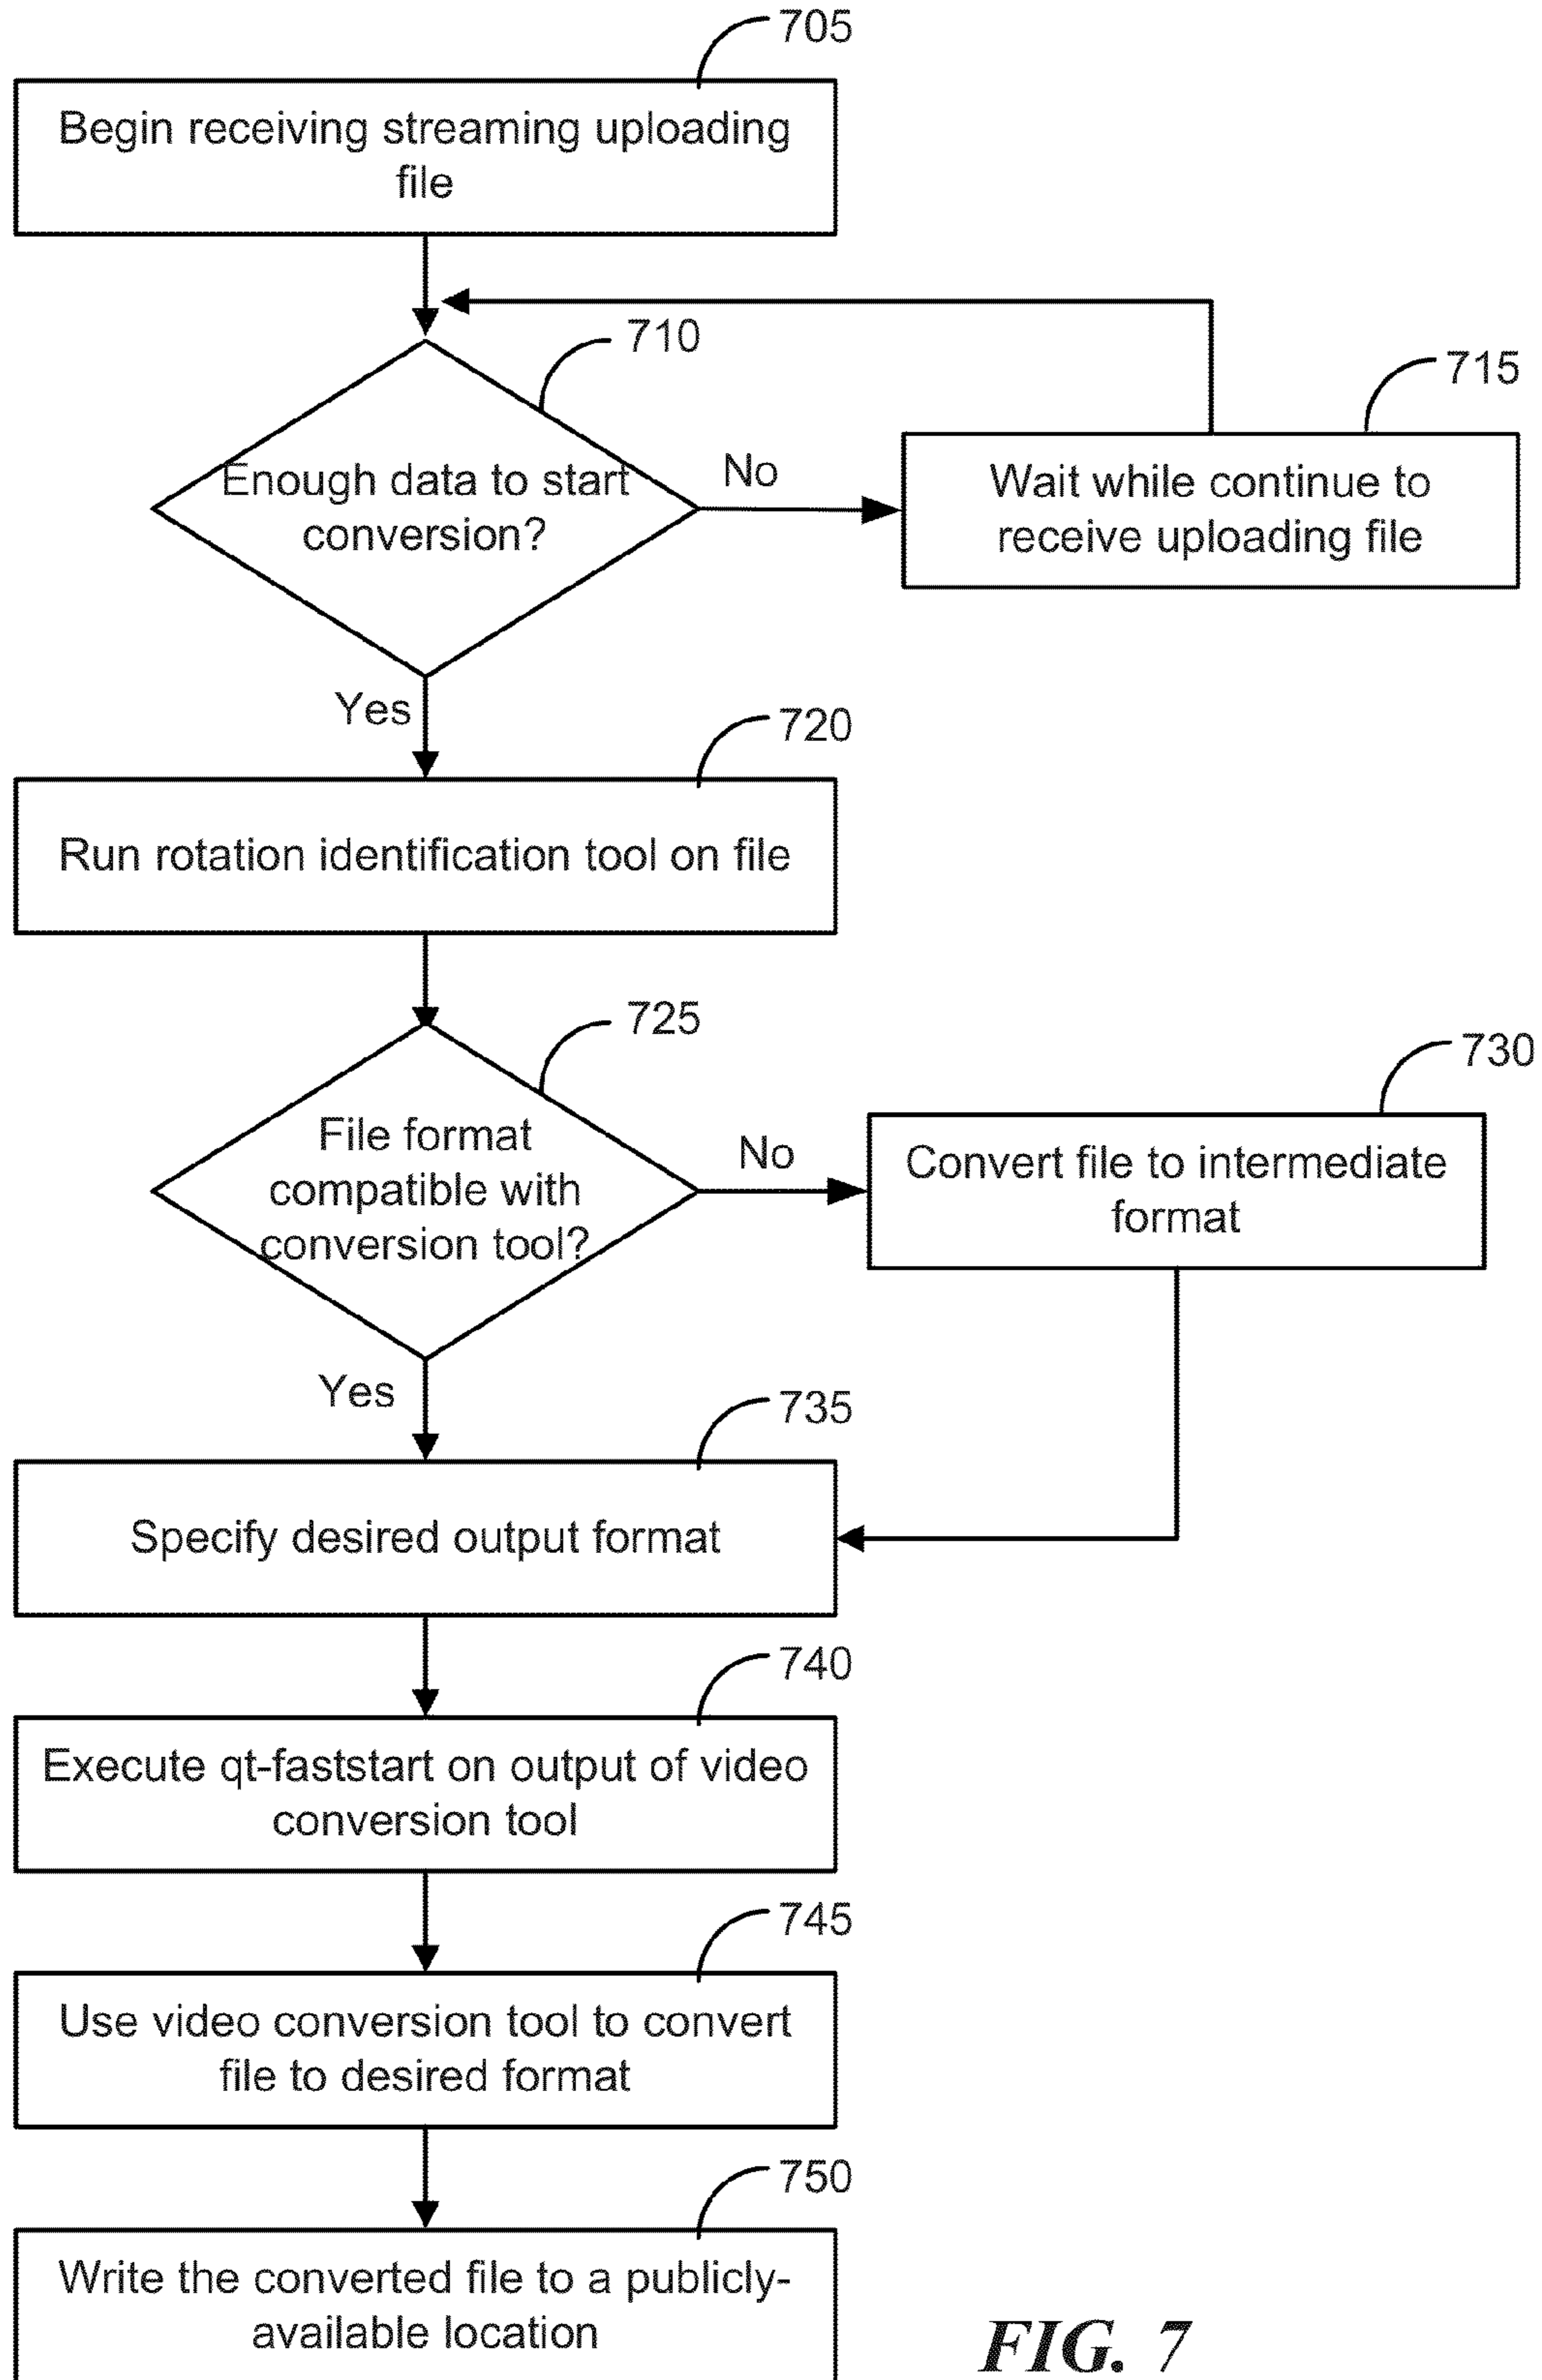 705
Begin receiving streaming uploading
file
710
Enough data to start
conversion?
No
715
Wait while continue to
receive uploading file
Yes
720
Run rotation identification tool on file
725
File format
compatible with
conversion tool?
No
730
Convert file to intermediate
format
Yes
735
Specify desired output format
740
Execute qt-faststart on output of video
conversion tool
745
Use video conversion tool to convert
file to desired format
750
Write the converted file to a publicly-
available location
FIG. 7